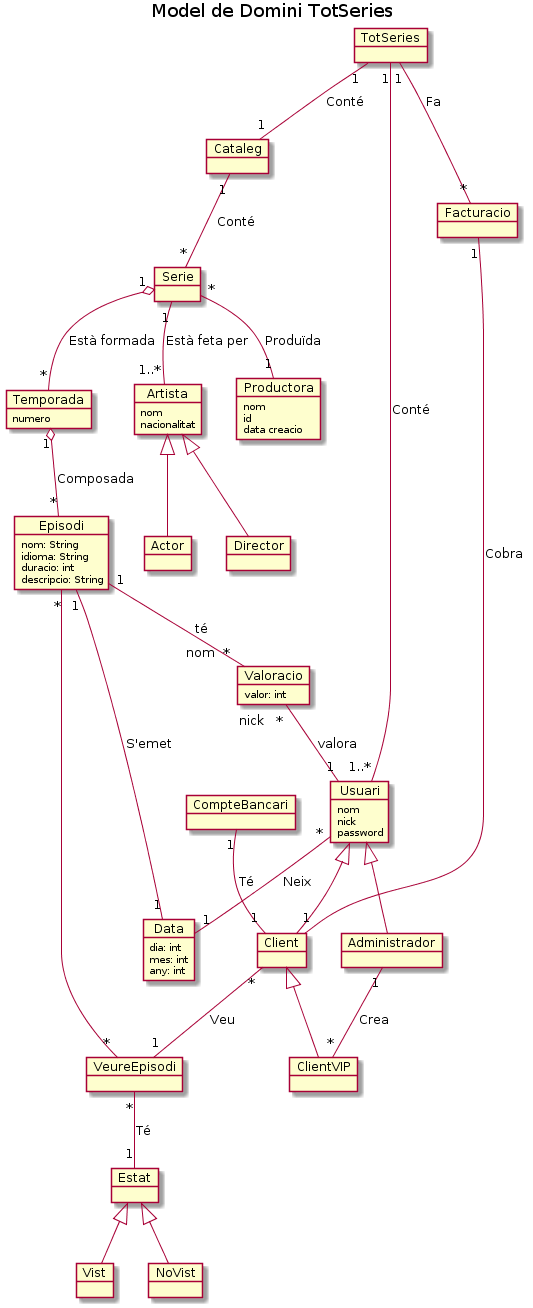 Model de Domini TotSeries
TotSeries
1 1 1
Conté
Fa
1
Cataleg
1
*
Facturacio
1
Conté
*
Serie
1
*
1
Està formada
Està feta per
Produïda
*
1..*
1
Temporada
numero
1
Artista
nom
nacionalitat
Productora
nom
id
data creacio
Conté
Composada
*
Episodi
nom: String
idioma: String
duracio: int
descripcio: String
Actor
Director
Cobra
* 1
1
té
nom *
Valoracio
valor: int
nick *
valora
S'emet
1 1..*
Usuari
nom
nick
password
CompteBancari
1
*
Té
Neix
1
1
1
1
Data
dia: int
mes: int
any: int
Client
Administrador
*
1
Veu
Crea
*
1
*
VeureEpisodi
ClientVIP
*
Té
1
Estat
Vist
NoVist